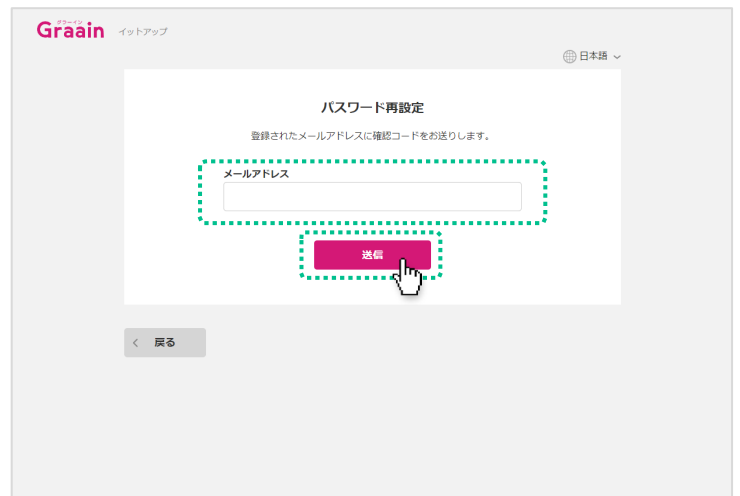 グラーイン
Graain イットアップ
日本語
パスワード再設定
登録されたメールアドレスに確認コードをお送りします。
メールアドレス
送信
戻る